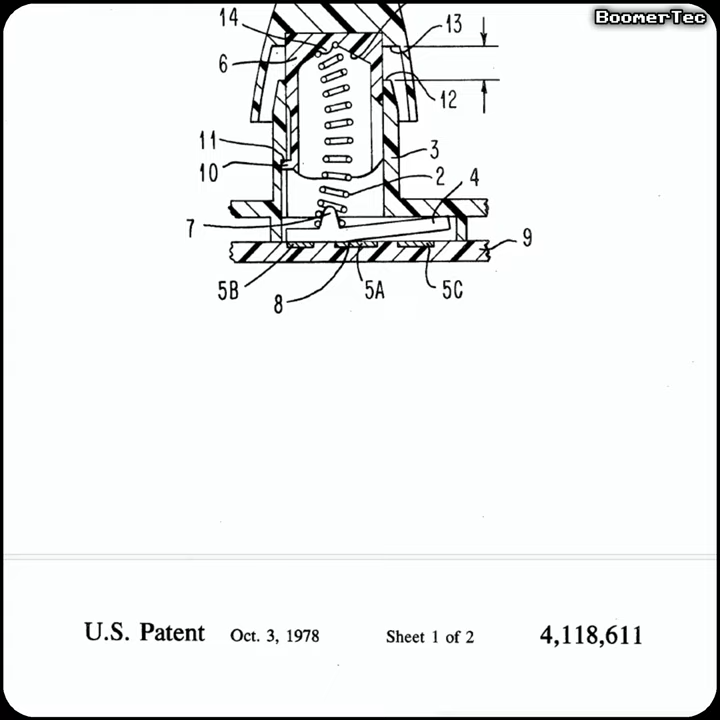 BoomerTec
14
13
6
12
11
3
10
2
4
7
9
5B
8
5A
5C
U.S. Patent Oct. 3, 1978 Sheet 1 of 2 4,118,611